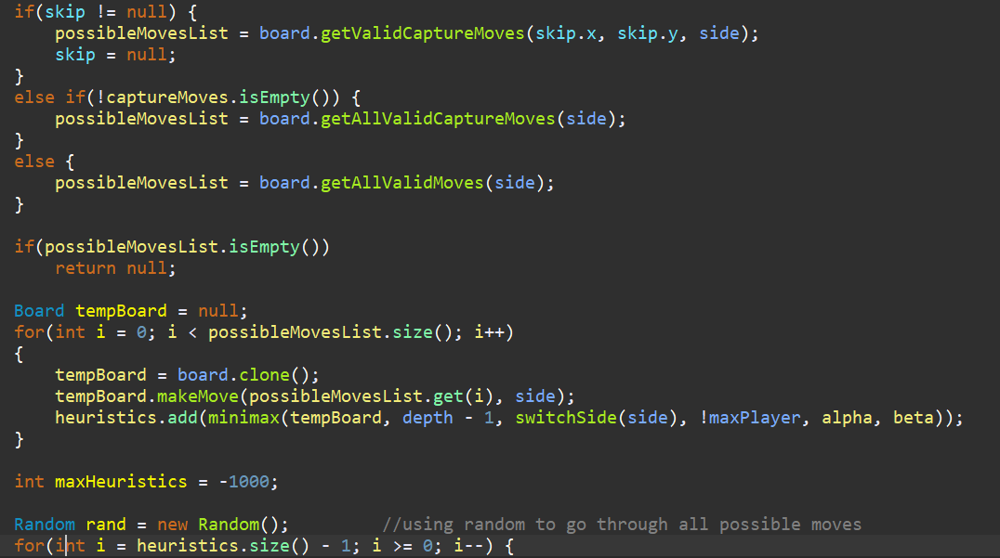 if(skip != null) {
    possibleMovesList = board.getValidCaptureMoves(skip.x, skip.y, side);
    skip = null;
}
else if(!captureMoves.isEmpty()) {
    possibleMovesList = board.getAllValidCaptureMoves(side);
}
else {
    possibleMovesList = board.getAllValidMoves(side);
}

if(possibleMovesList.isEmpty())
    return null;

Board tempBoard = null;
for(int i = 0; i < possibleMovesList.size(); i++)
{
    tempBoard = board.clone();
    tempBoard.makeMove(possibleMovesList.get(i), side);
    heuristics.add(minimax(tempBoard, depth - 1, switchSide(side), !maxPlayer, alpha, beta));
}

int maxHeuristics = -1000;

Random rand = new Random();         //using random to go through all possible moves
for(int i = heuristics.size() - 1; i >= 0; i--) {